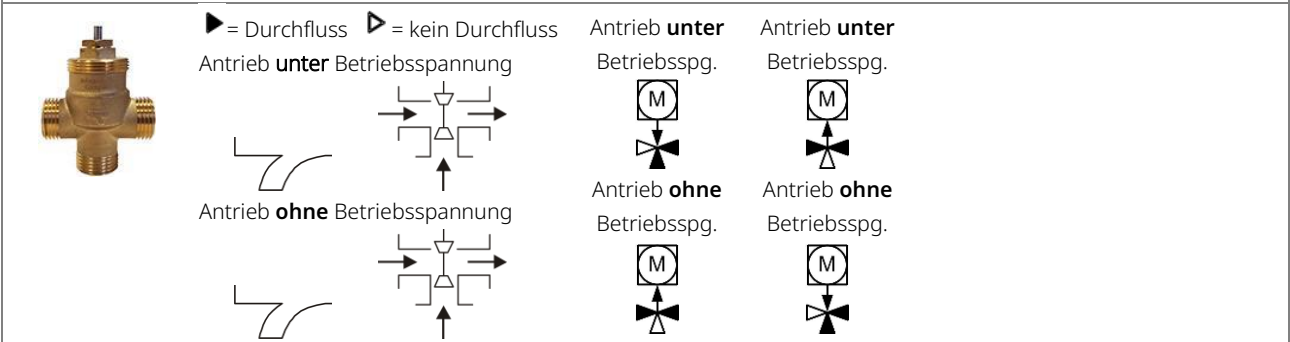 = Durchfluss = kein Durchfluss
Antrieb unter Betriebsspannung
Antrieb ohne Betriebsspannung
Antrieb unter
Betriebsspg.
M
Antrieb ohne
Betriebsspg.
M
Antrieb unter
Betriebsspg.
M
Antrieb ohne
Betriebsspg.
M